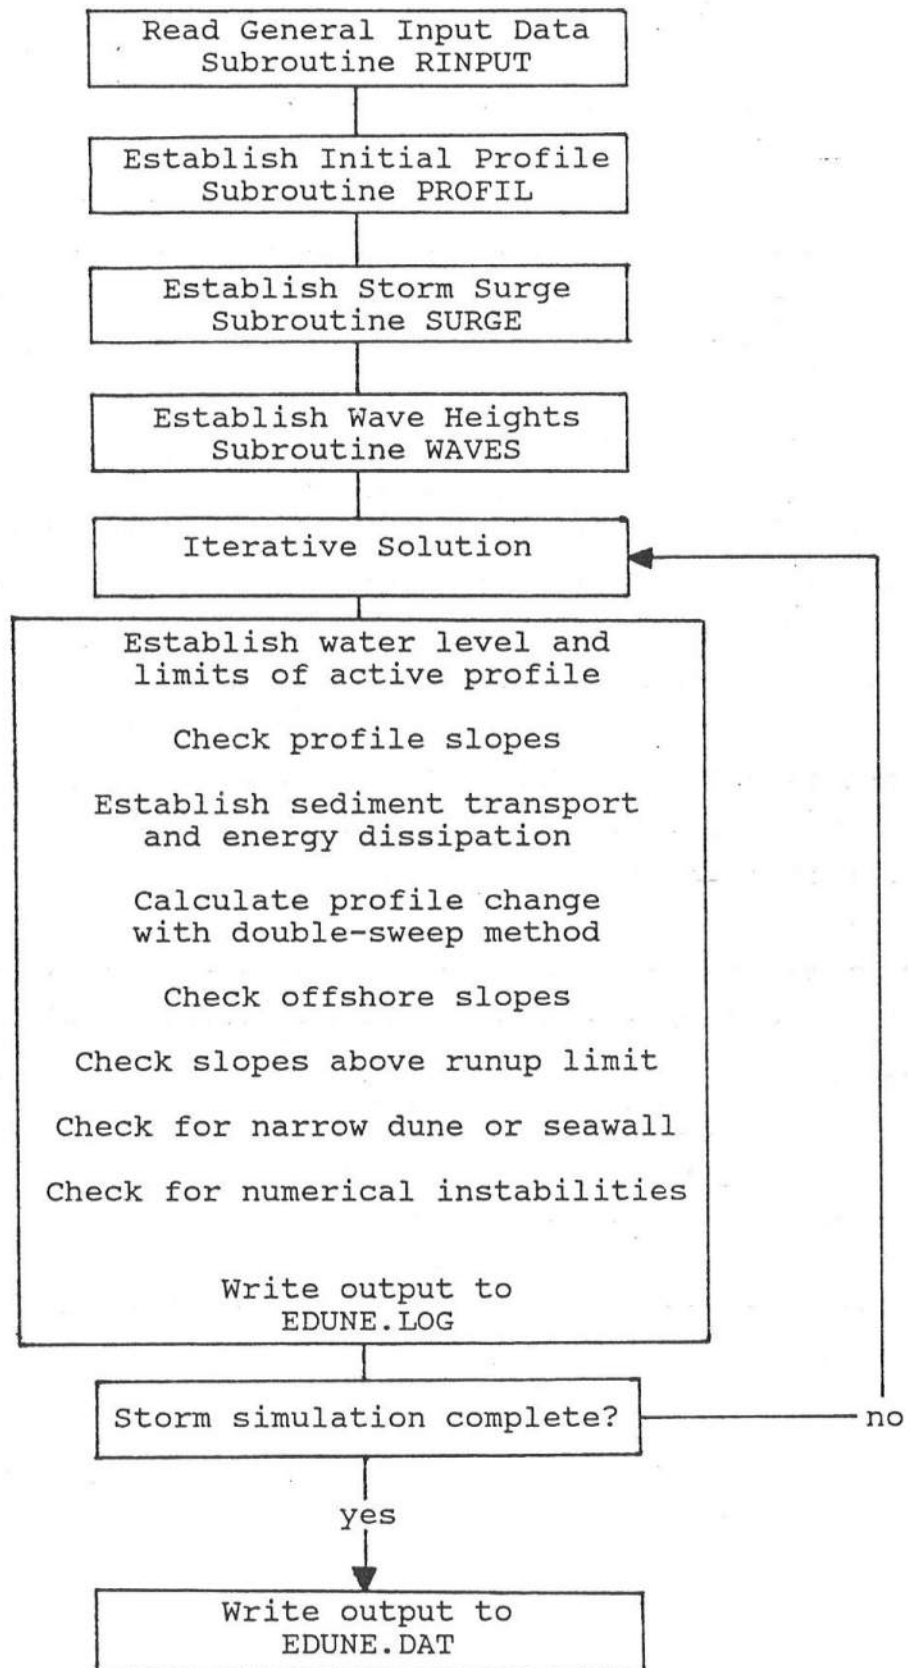 Read General Input Data
Subroutine RINPUT
Establish Initial Profile
Subroutine PROFIL
Establish Storm Surge
Subroutine SURGE
Establish Wave Heights
Subroutine WAVES
Iterative Solution
Establish water level and
limits of active profile
Check profile slopes
Establish sediment transport
and energy dissipation
Calculate profile change
with double-sweep method
Check offshore slopes
Check slopes above runup limit
Check for narrow dune or seawall
Check for numerical instabilities
Write output to
EDUNE.LOG
Storm simulation complete?
no
yes
Write output to
EDUNE.DAT